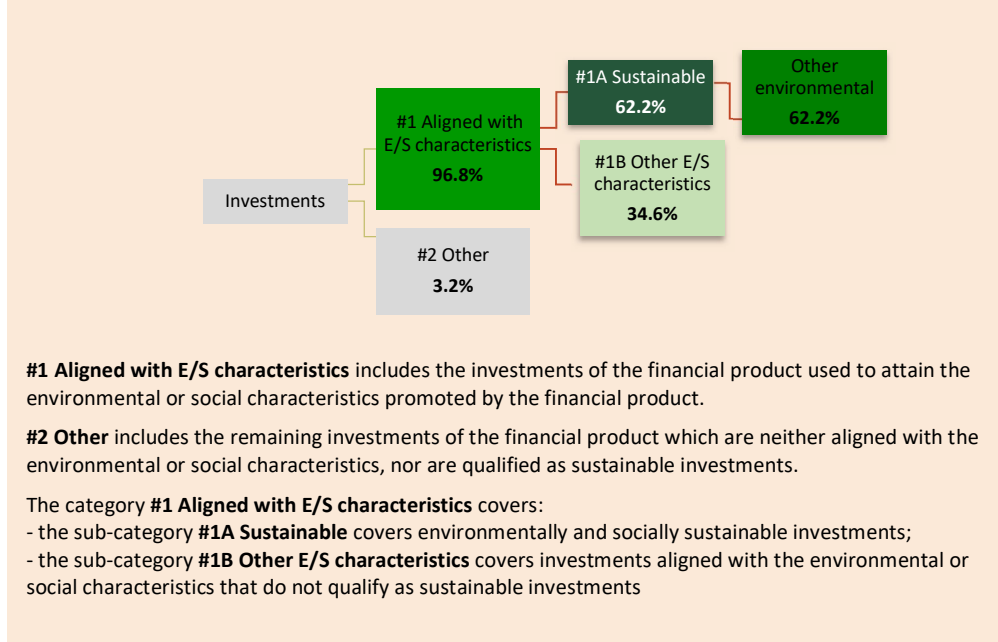 #1A Sustainable
62.2%
Other
environmental
62.2%
#1 Aligned with
E/S characteristics
96.8%
#1B Other E/S
characteristics
34.6%
Investments
#2 Other
3.2%
#1 Aligned with E/S characteristics includes the investments of the financial product used to attain the
environmental or social characteristics promoted by the financial product.
#2 Other includes the remaining investments of the financial product which are neither aligned with the
environmental or social characteristics, nor are qualified as sustainable investments.
The category #1 Aligned with E/S characteristics covers:
- the sub-category #1A Sustainable covers environmentally and socially sustainable investments;
- the sub-category #1B Other E/S characteristics covers investments aligned with the environmental or
social characteristics that do not qualify as sustainable investments